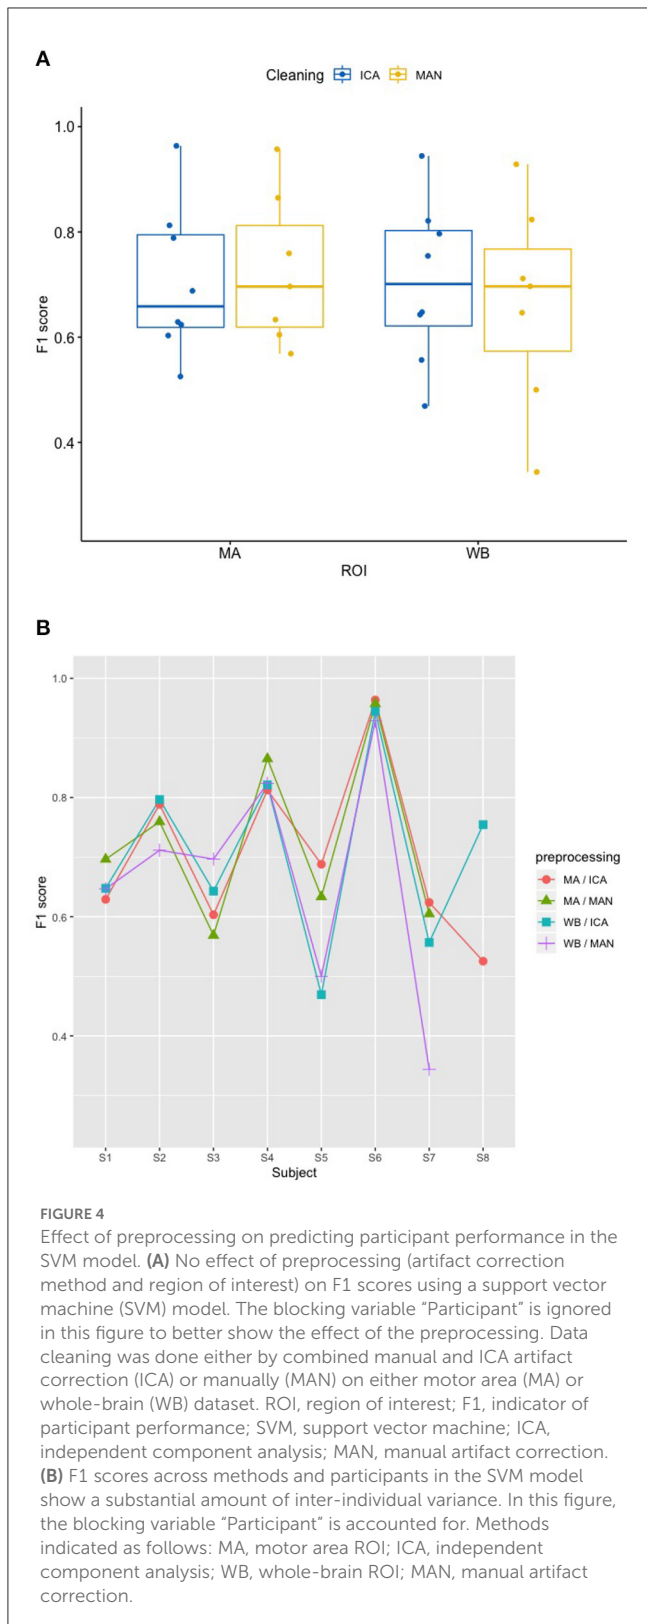 A
Cleaning ICA MAN
1.0
0.8
0.6
0.4
F1 score
MA WB
ROI
B
1.0
0.8
0.6
0.4
F1 score
S1 S2 S3 S4 S5 S6 S7 S8
Subject
preprocessing
MA / ICA
MA / MAN
WB / ICA
WB / MAN
FIGURE 4
Effect of preprocessing on predicting participant performance in the
SVM model. (A) No effect of preprocessing (artifact correction
method and region of interest) on F1 scores using a support vector
machine (SVM) model. The blocking variable “Participant” is ignored
in this figure to better show the effect of the preprocessing. Data
cleaning was done either by combined manual and ICA artifact
correction (ICA) or manually (MAN) on either motor area (MA) or
whole-brain (WB) dataset. ROI, region of interest; F1, indicator of
participant performance; SVM, support vector machine; ICA,
independent component analysis; MAN, manual artifact correction.
(B) F1 scores across methods and participants in the SVM model
show a substantial amount of inter-individual variance. In this figure,
the blocking variable “Participant” is accounted for. Methods
indicated as follows: MA, motor area ROI; ICA, independent
component analysis; WB, whole-brain ROI; MAN, manual artifact
correction.